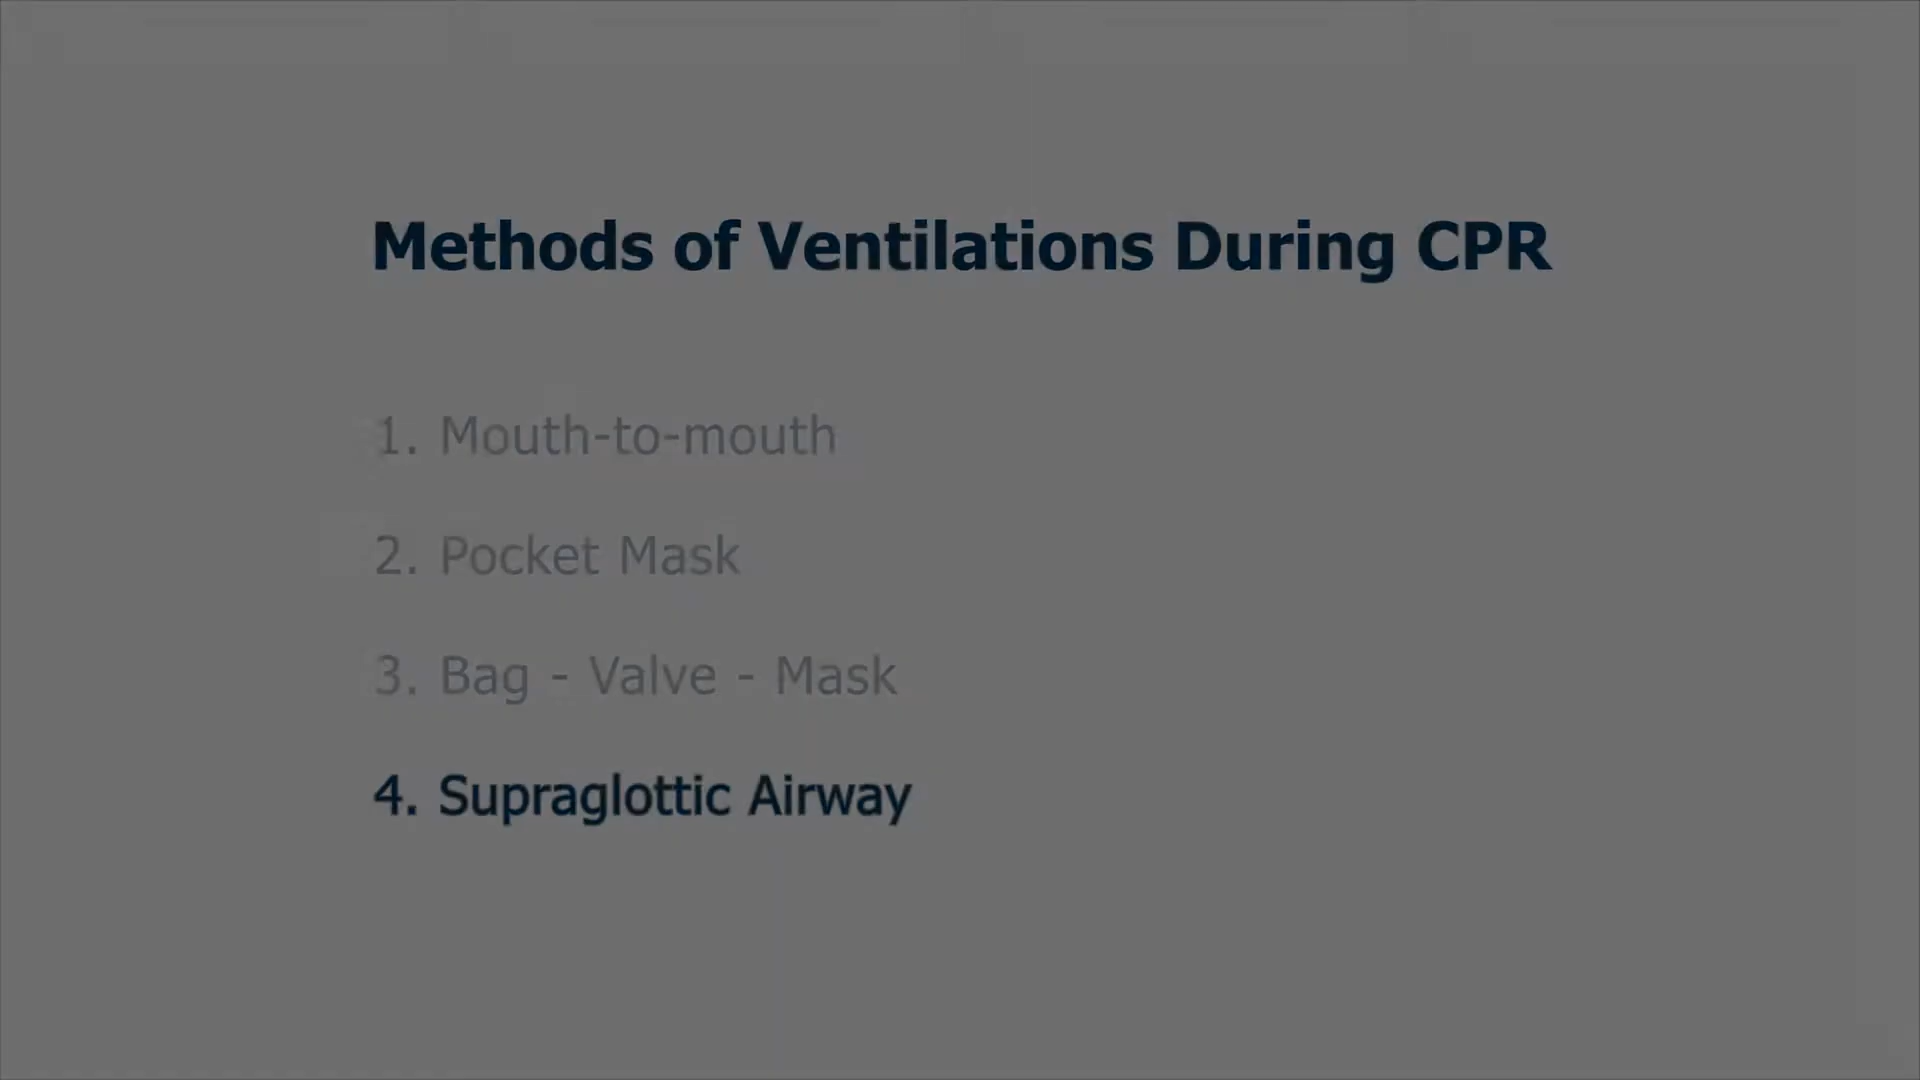 Methods of Ventilations During CPR
1. Mouth-to-mouth
2. Pocket Mask
3. Bag - Valve - Mask
4. Supraglottic Airway